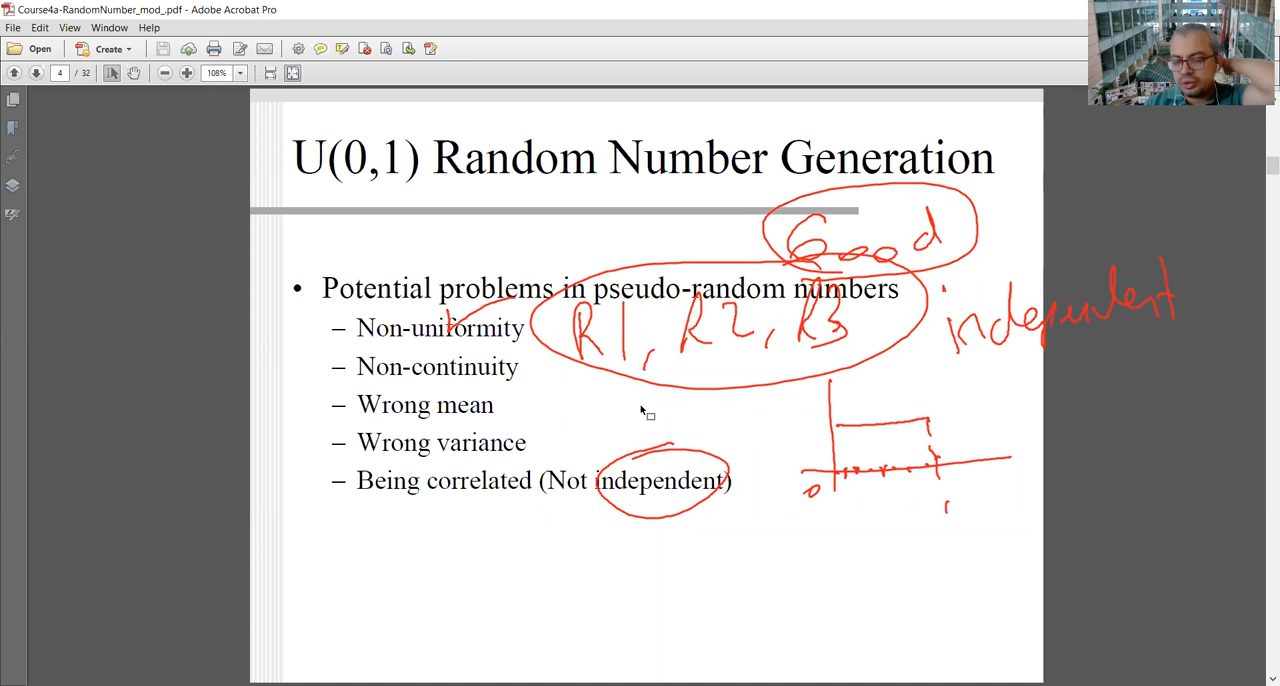 Course4a-RandomNumber_mod_.pdf - Adobe Acrobat Pro
File Edit View Window Help
Open Create
4 / 32 108%
U(0,1) Random Number Generation
Good
• Potential problems in pseudo-random numbers
– Non-uniformity
R1, R2, R3
independent
– Non-continuity
– Wrong mean
– Wrong variance
– Being correlated (Not independent)
0
1